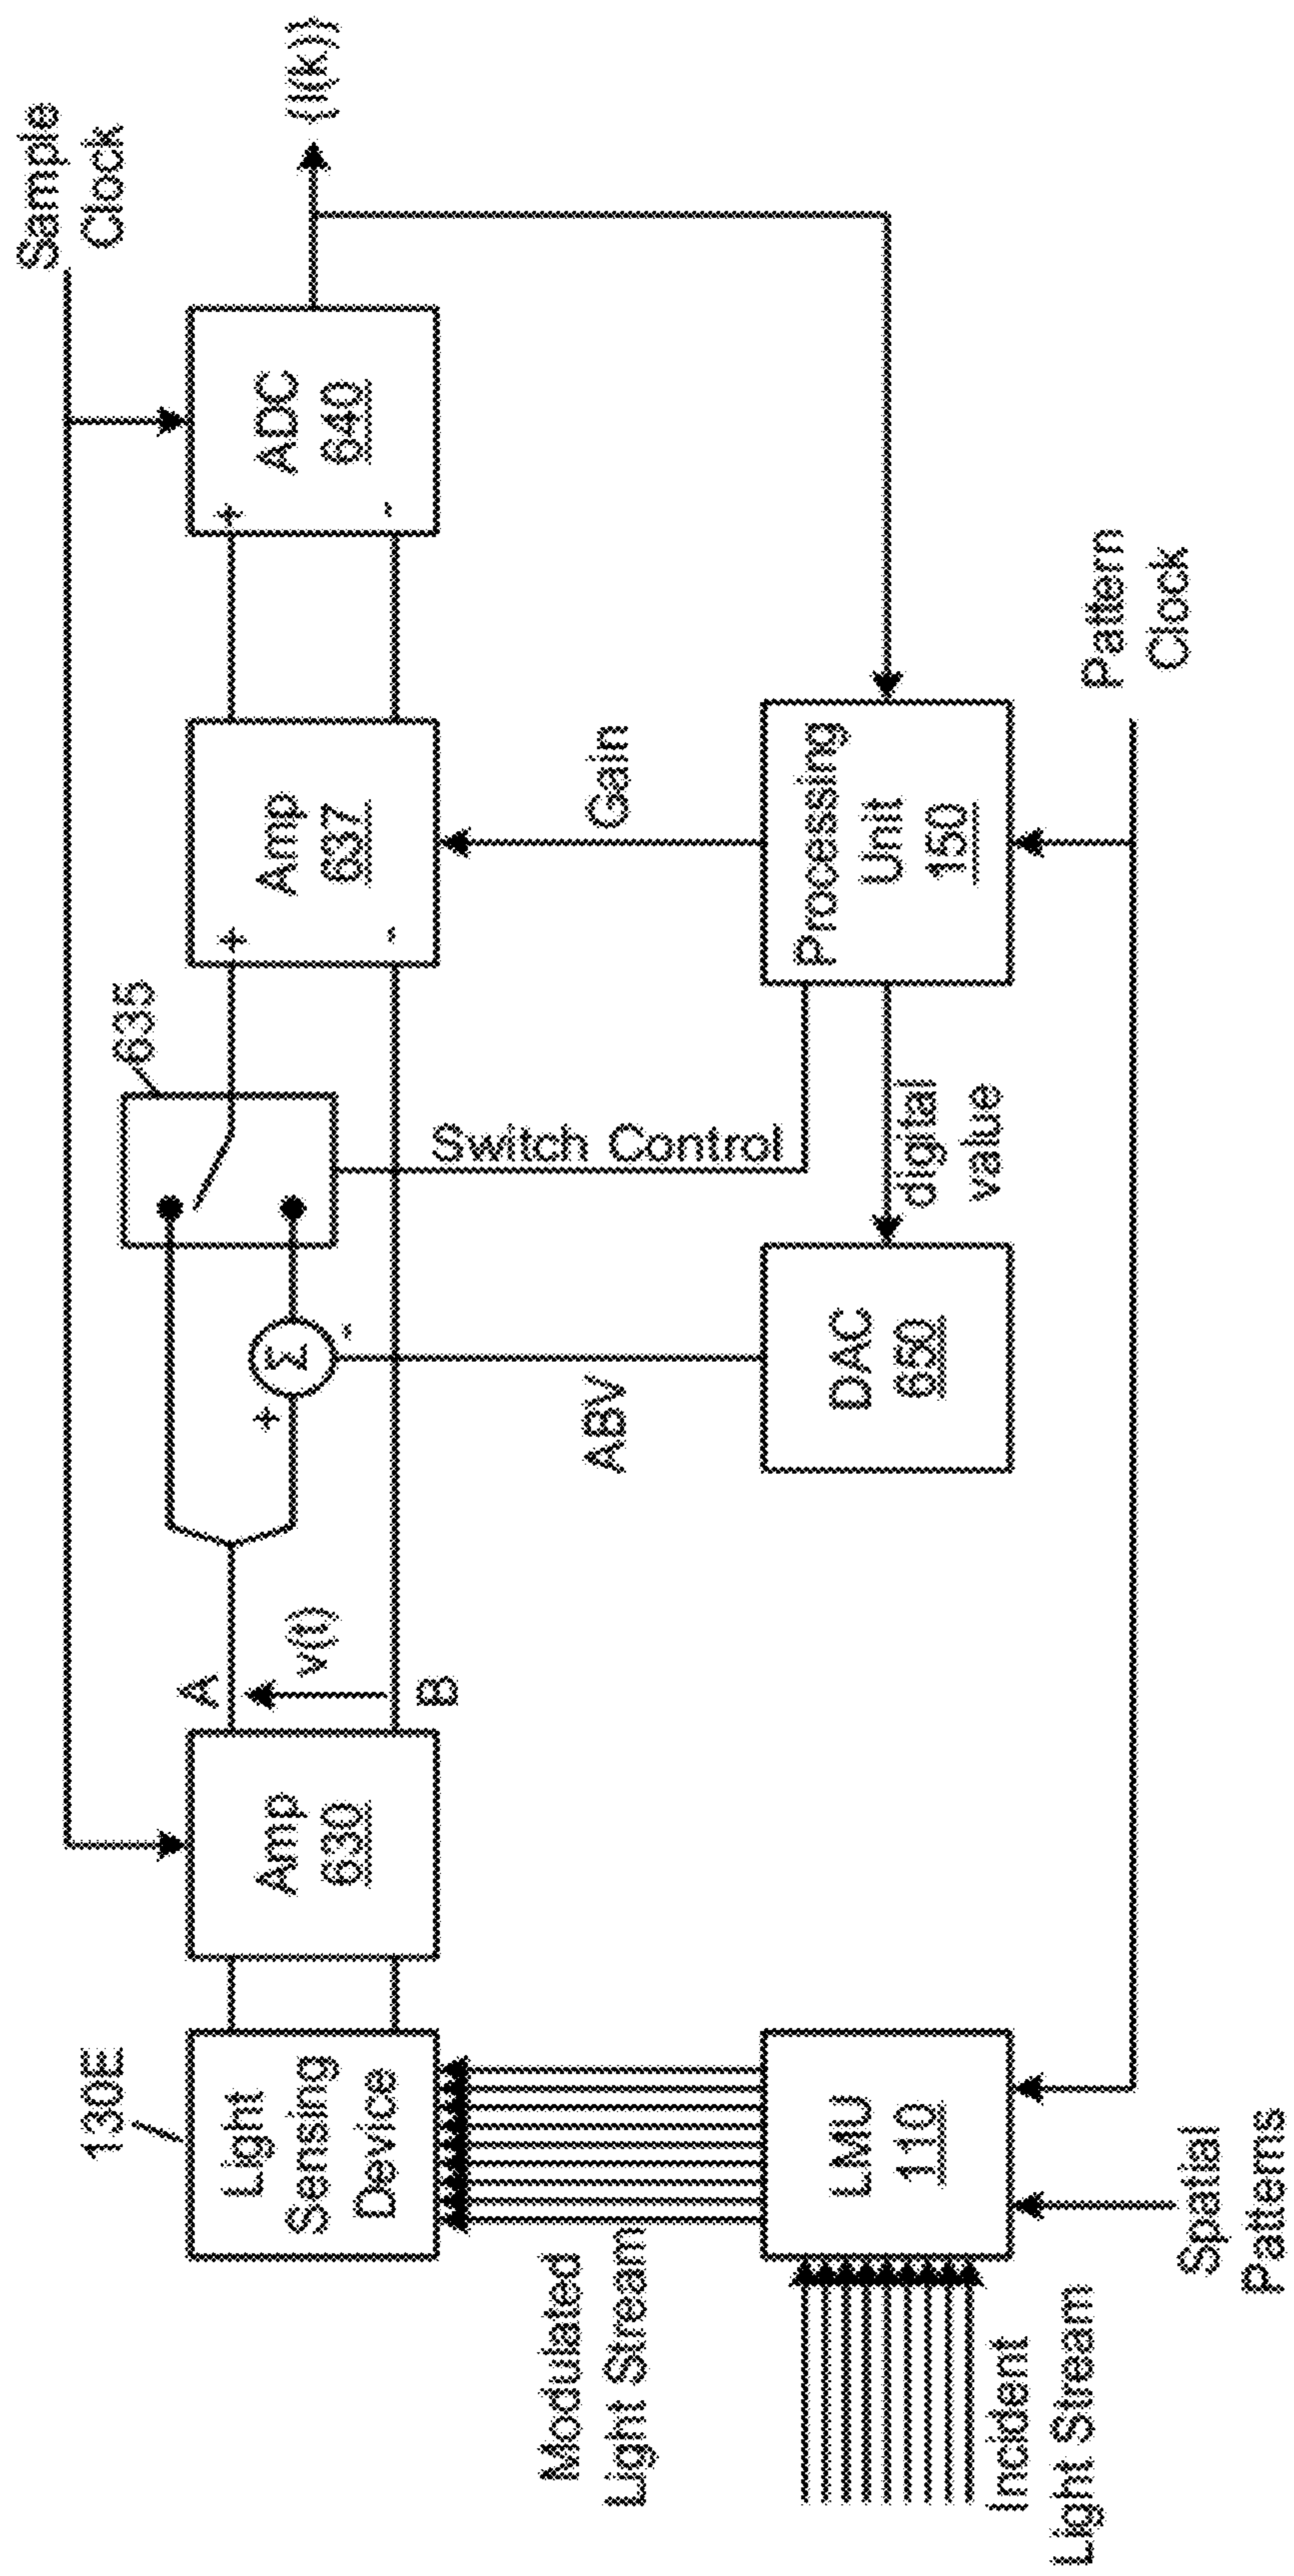 Sample
Clock
130E
635
Light
Sensing
Device
Amp
630
A
v(t)
B
+
Σ
-
+
-
Amp
637
+
-
ADC
640
{I(k)}
Modulated
Light Stream
ABV
Switch Control
Gain
Incident
Light Stream
LMU
110
DAC
650
digital
value
Processing
Unit
150
Spatial
Patterns
Pattern
Clock